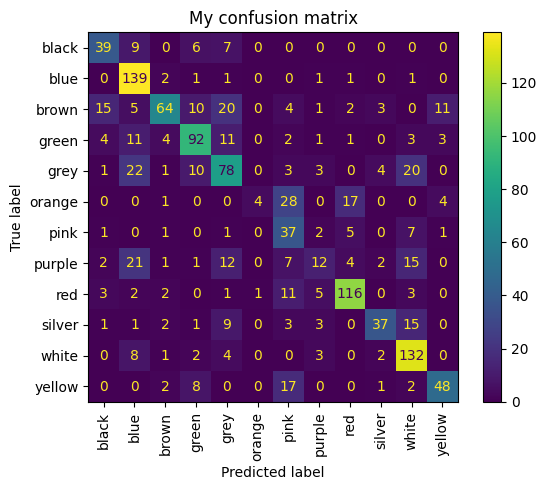 My confusion matrix
True label
black 39 9 0 6 7 0 0 0 0 0 0 0
blue 0 139 2 1 1 0 0 1 1 0 1 0
brown 15 5 64 10 20 0 4 1 2 3 0 11
green 4 11 4 92 11 0 2 1 1 0 3 3
grey 1 22 1 10 78 0 3 3 0 4 20 0
orange 0 0 1 0 0 4 28 0 17 0 0 4
pink 1 0 1 0 1 0 37 2 5 0 7 1
purple 2 21 1 1 12 0 7 12 4 2 15 0
red 3 2 2 0 1 1 11 5 116 0 3 0
silver 1 1 2 1 9 0 3 3 0 37 15 0
white 0 8 1 2 4 0 0 3 0 2 132 0
yellow 0 0 2 8 0 0 17 0 0 1 2 48
black blue brown green grey orange pink purple red silver white yellow
Predicted label
120
100
80
60
40
20
0